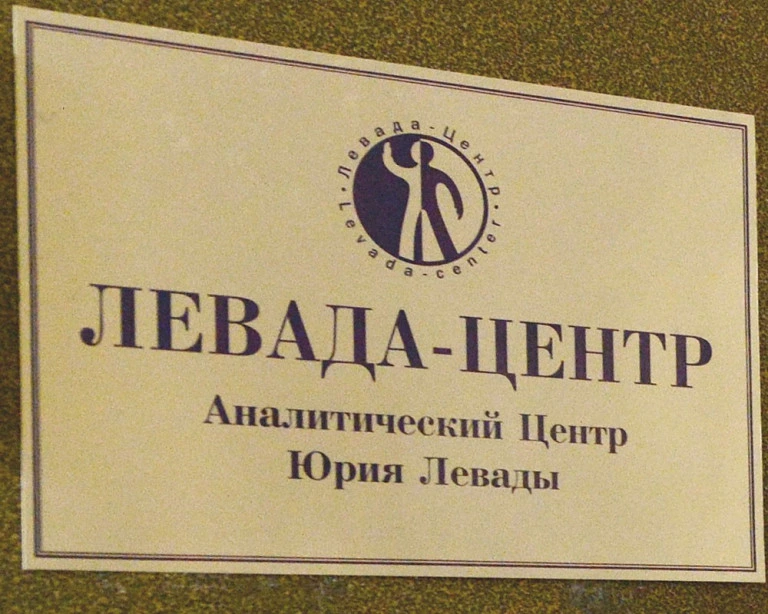 Левада-Центр
Levada-center
ЛЕВАДА-ЦЕНТР
Аналитический Центр
Юрия Левады